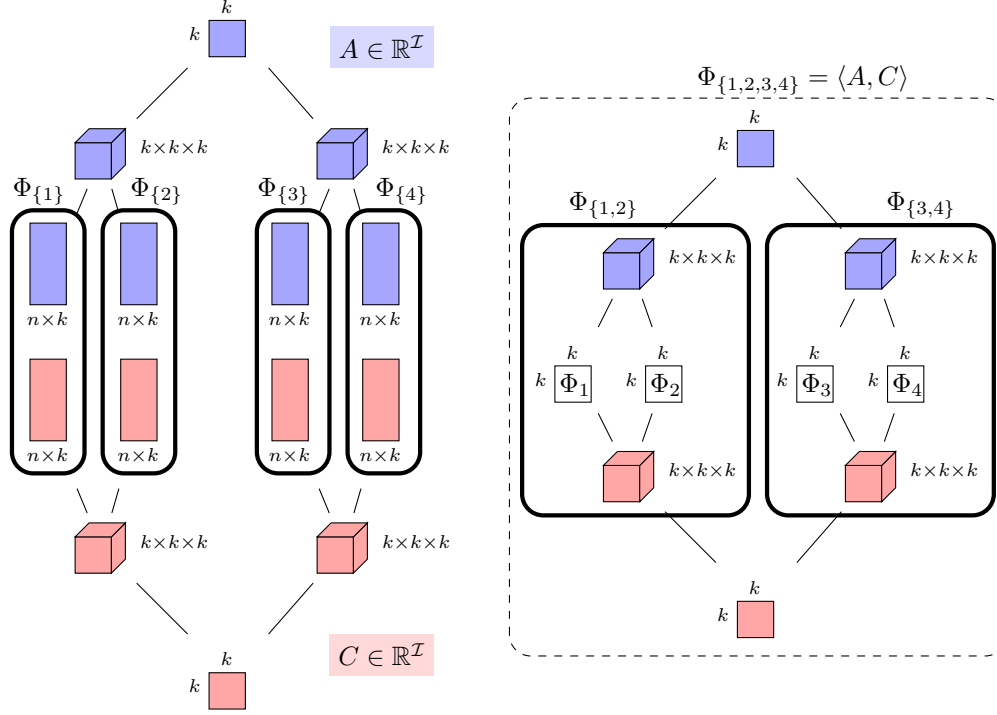 k
k
A ∈ ℝ^ℐ
k×k×k
k×k×k
Φ_{1}
Φ_{2}
Φ_{3}
Φ_{4}
n×k
n×k
n×k
n×k
n×k
n×k
n×k
n×k
k×k×k
k×k×k
k
k
C ∈ ℝ^ℐ
Φ_{1,2,3,4} = ⟨A, C⟩
k
k
Φ_{1,2}
Φ_{3,4}
k×k×k
k×k×k
k
k
k
k
k Φ_1
k Φ_2
k Φ_3
k Φ_4
k×k×k
k×k×k
k
k